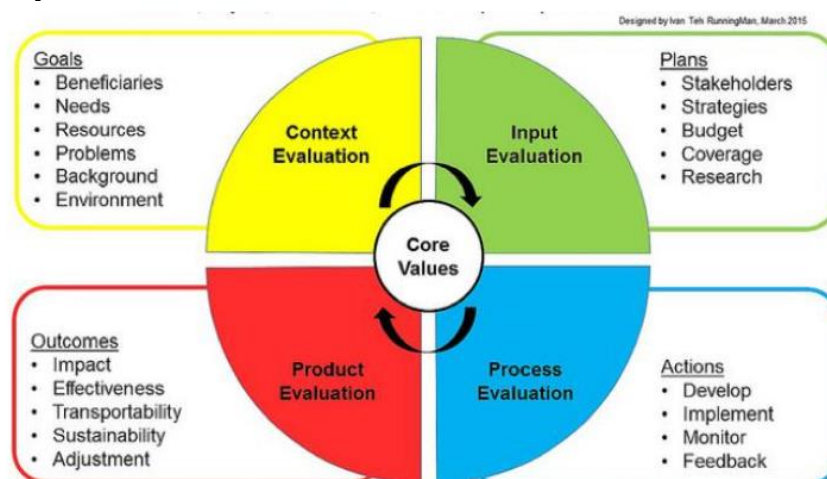 Designed by Ivan Teh RunningMan, March 2015
Goals
• Beneficiaries
• Needs
• Resources
• Problems
• Background
• Environment
Context
Evaluation
Input
Evaluation
Plans
• Stakeholders
• Strategies
• Budget
• Coverage
• Research
Core
Values
Outcomes
• Impact
• Effectiveness
• Transportability
• Sustainability
• Adjustment
Product
Evaluation
Process
Evaluation
Actions
• Develop
• Implement
• Monitor
• Feedback